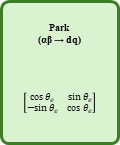 Park
(αβ → dq)
[ cos θₑ  sin θₑ ]
[ −sin θₑ  cos θₑ ]